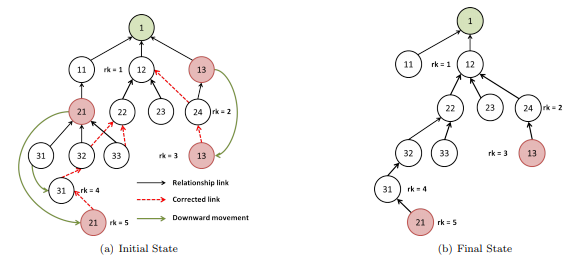 1
11 rk = 1 12 13
21 22 23 24 rk = 2
31 32 33 rk = 3 13
31 rk = 4
21 rk = 5
Relationship link
Corrected link
Downward movement
(a) Initial State
1
11 rk = 1 12
22 23 24 rk = 2
32 33 rk = 3 13
31 rk = 4
21 rk = 5
(b) Final State